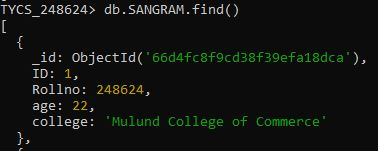 TYCS_248624> db.SANGRAM.find()
[
{
_id: ObjectId('66d4fc8f9cd38f39efa18dca'),
ID: 1,
Rollno: 248624,
age: 22,
college: 'Mulund College of Commerce'
},
{